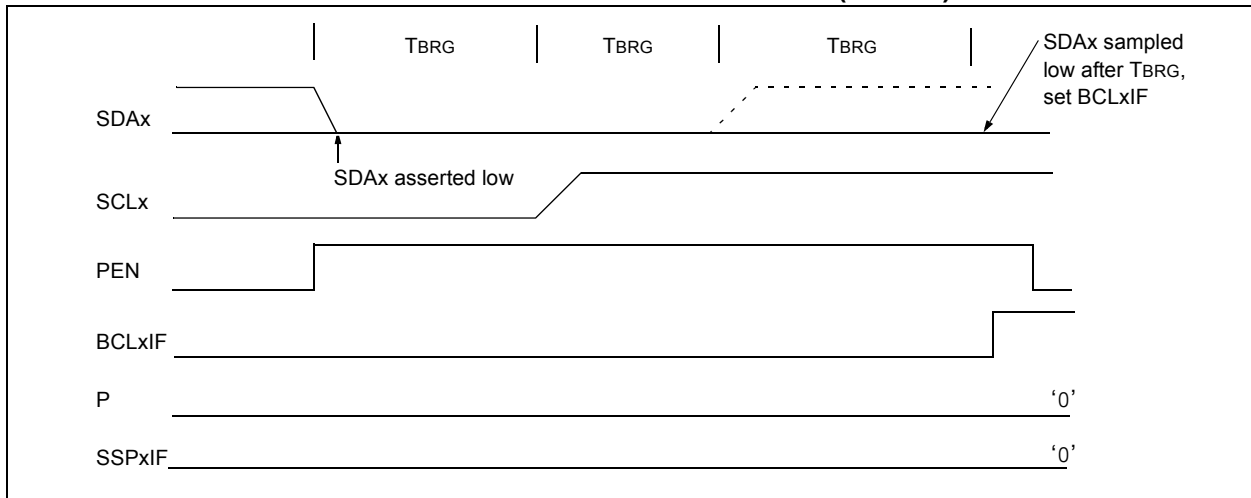 TBRG TBRG TBRG
SDAx sampled
low after TBRG,
set BCLxIF
SDAx
SDAx asserted low
SCLx
PEN
BCLxIF
P '0'
SSPxIF '0'